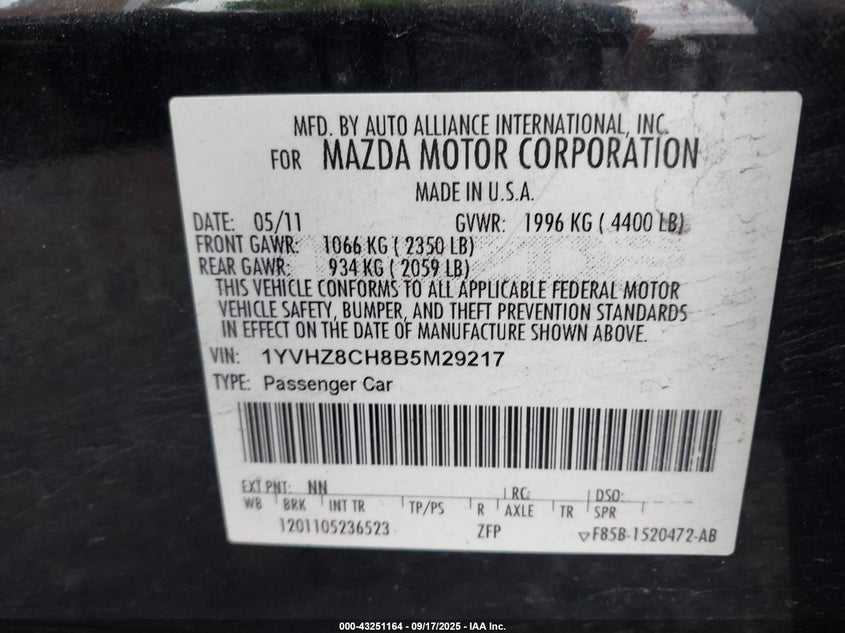 MFD. BY AUTO ALLIANCE INTERNATIONAL, INC.
FOR MAZDA MOTOR CORPORATION
MADE IN U.S.A.
DATE: 05/11 GVWR: 1996 KG ( 4400 LB)
FRONT GAWR: 1066 KG ( 2350 LB)
REAR GAWR: 934 KG ( 2059 LB)
THIS VEHICLE CONFORMS TO ALL APPLICABLE FEDERAL MOTOR
VEHICLE SAFETY, BUMPER, AND THEFT PREVENTION STANDARDS
IN EFFECT ON THE DATE OF MANUFACTURE SHOWN ABOVE.
VIN: 1YVHZ8CH8B5M29217
TYPE: Passenger Car
EXT PNT: NN RC: DSO:
WB BRK INT TR TP/PS R AXLE TR SPR
1201105236523 ZFP F85B-1520472-AB
000-43251164 - 09/17/2025 - IAA Inc.